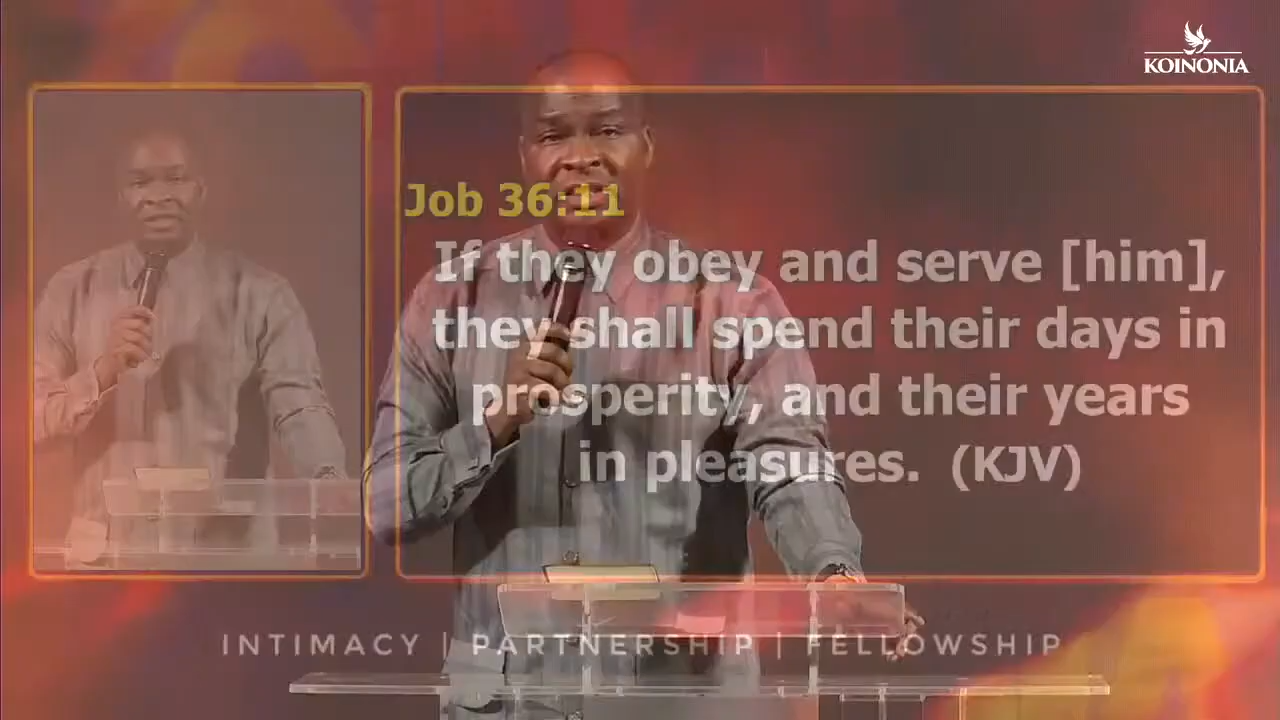 KOINONIA
Job 36:11
If they obey and serve [him],
they shall spend their days in
prosperity, and their years
in pleasures. (KJV)
INTIMACY | PARTNERSHIP | FELLOWSHIP